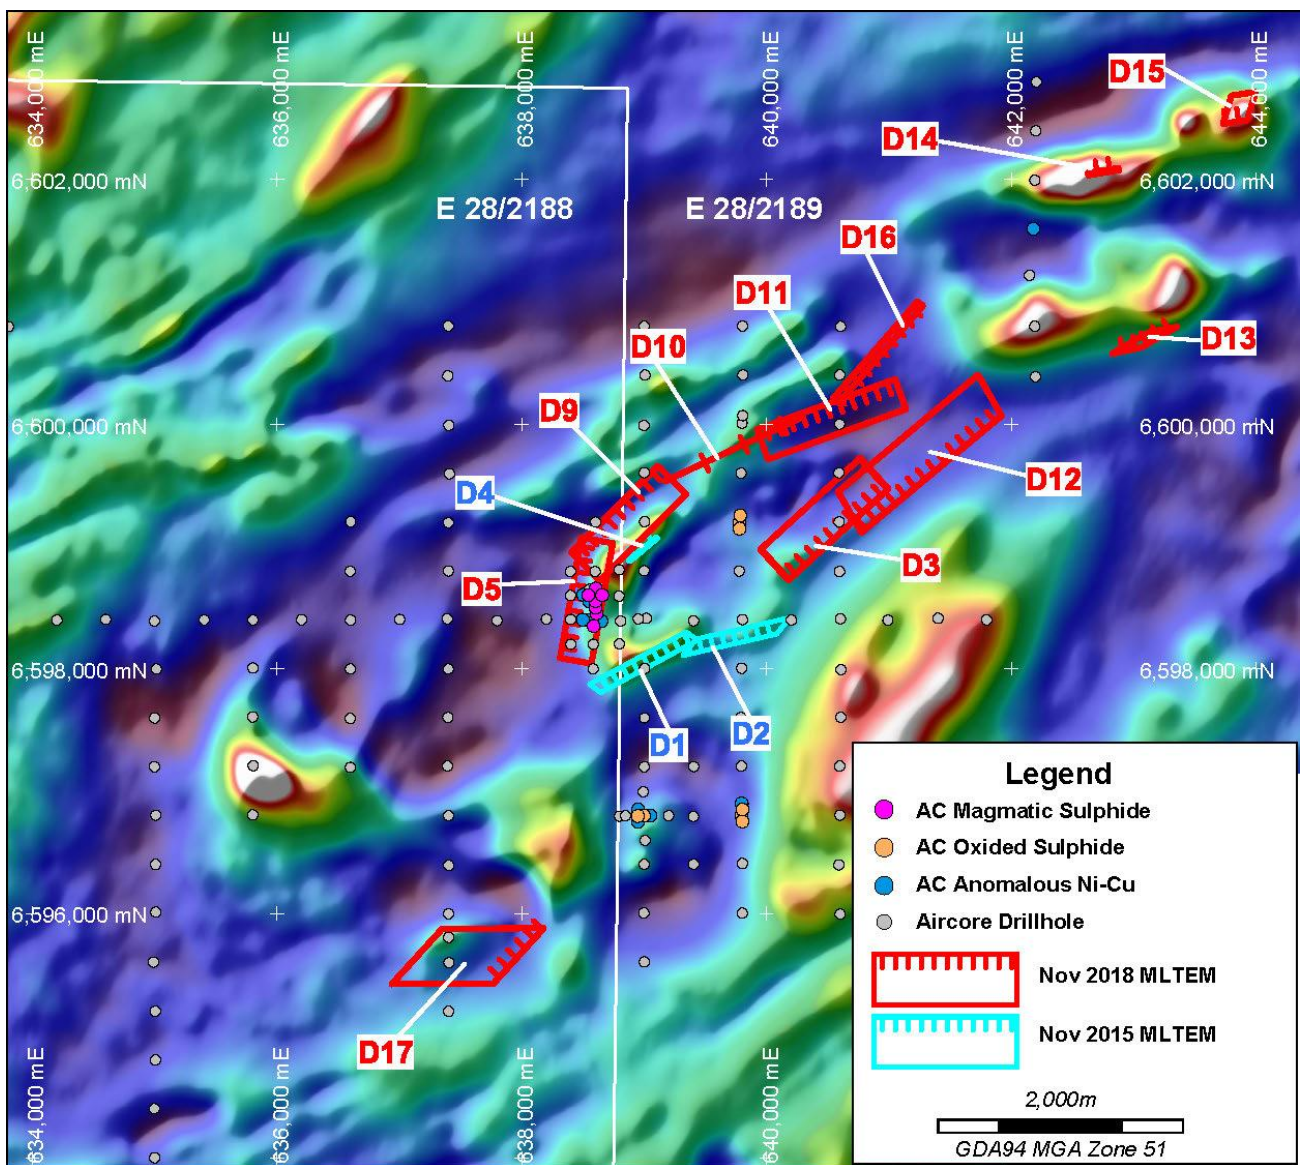 634,000 mE
636,000 mE
638,000 mE
640,000 mE
642,000 mE
644,000 mE
D15
D14
6,602,000 mN
6,602,000 mN
E 28/2188
E 28/2189
D16
D11
D10
D13
D9
6,600,000 mN
6,600,000 mN
D4
D12
D3
D5
6,598,000 mN
6,598,000 mN
D1
D2
6,596,000 mN
D17
634,000 mE
636,000 mE
638,000 mE
640,000 mE
Legend
AC Magmatic Sulphide
AC Oxided Sulphide
AC Anomalous Ni-Cu
Aircore Drillhole
Nov 2018 MLTEM
Nov 2015 MLTEM
2,000m
GDA94 MGA Zone 51